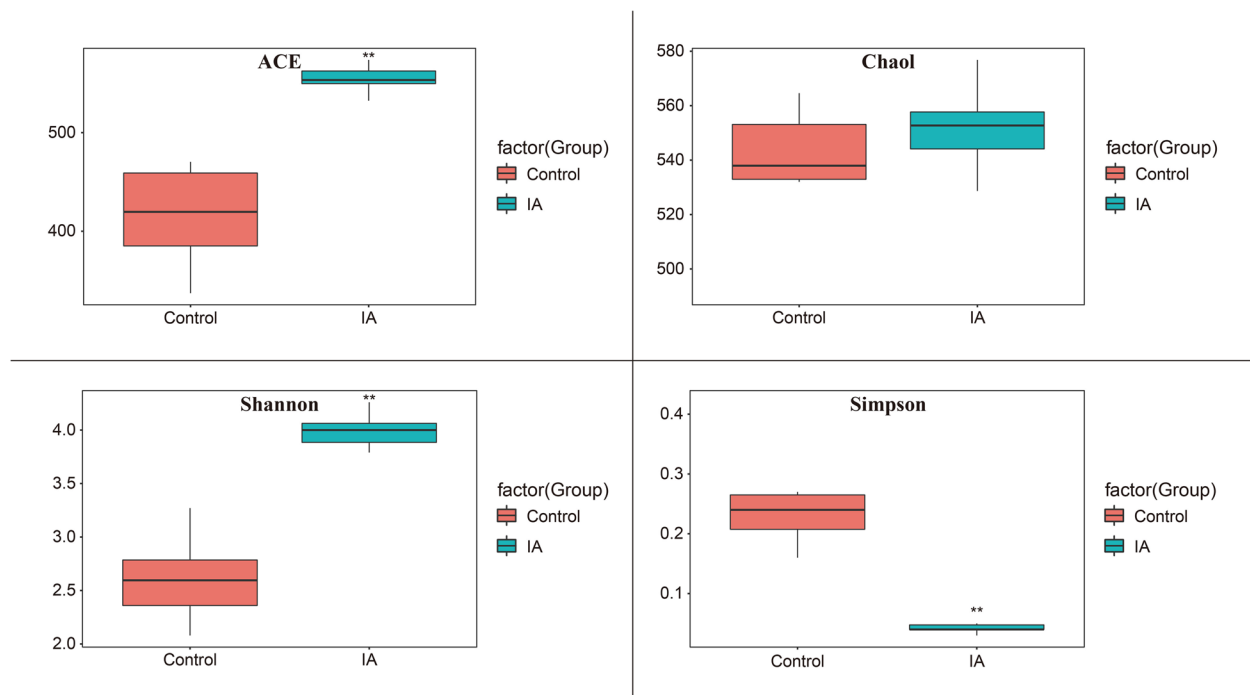 ACE
**
500
400
Control
IA
factor(Group)
Control
IA
Chaol
580
560
540
520
500
Control
IA
factor(Group)
Control
IA
Shannon
**
4.0
3.5
3.0
2.5
2.0
Control
IA
factor(Group)
Control
IA
Simpson
0.4
0.3
0.2
0.1
**
Control
IA
factor(Group)
Control
IA